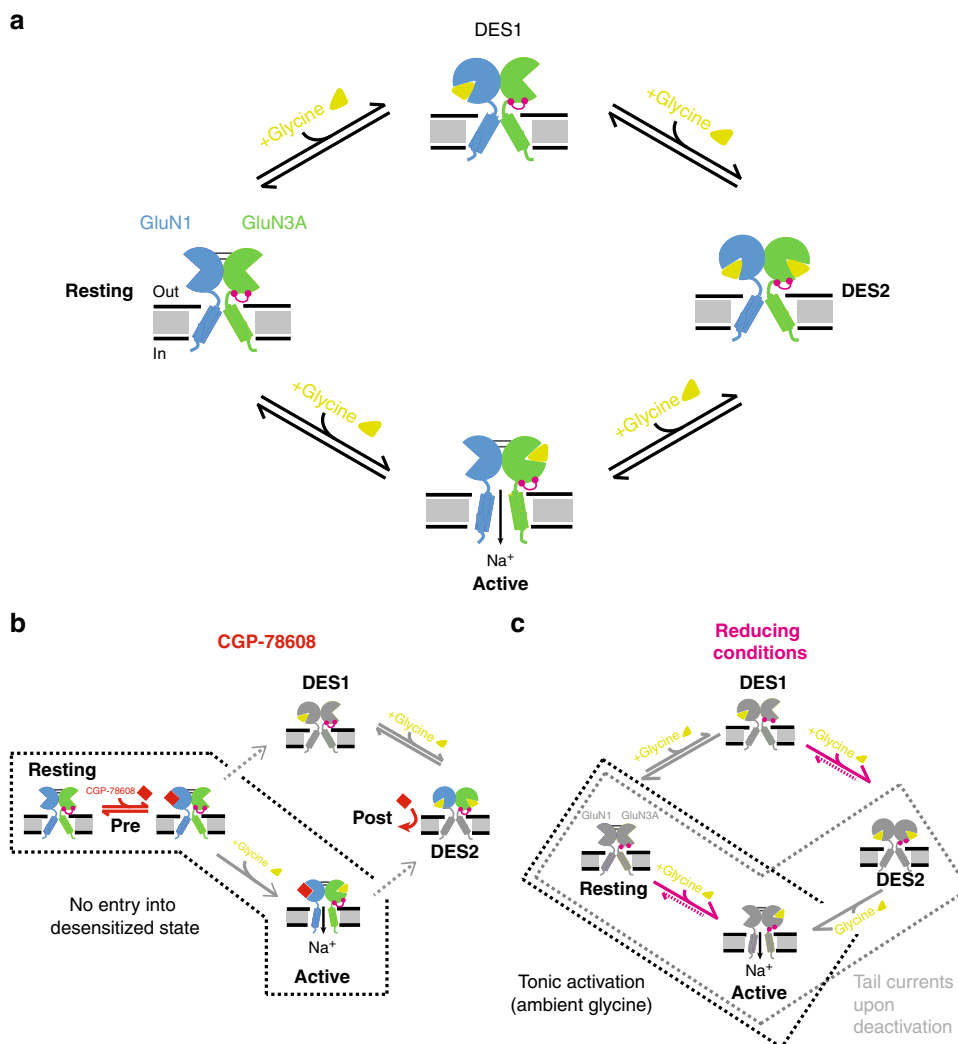 a
DES1
+Glycine
+Glycine
GluN1
GluN3A
Resting
Out
In
DES2
+Glycine
+Glycine
Na+
Active
b
CGP-78608
DES1
+Glycine
Resting
CGP-78608
Pre
Post
DES2
+Glycine
No entry into
desensitized state
Na+
Active
c
Reducing
conditions
DES1
+Glycine
+Glycine
GluN1
GluN3A
Resting
+Glycine
DES2
Glycine
Na+
Active
Tonic activation
(ambient glycine)
Tail currents
upon
deactivation